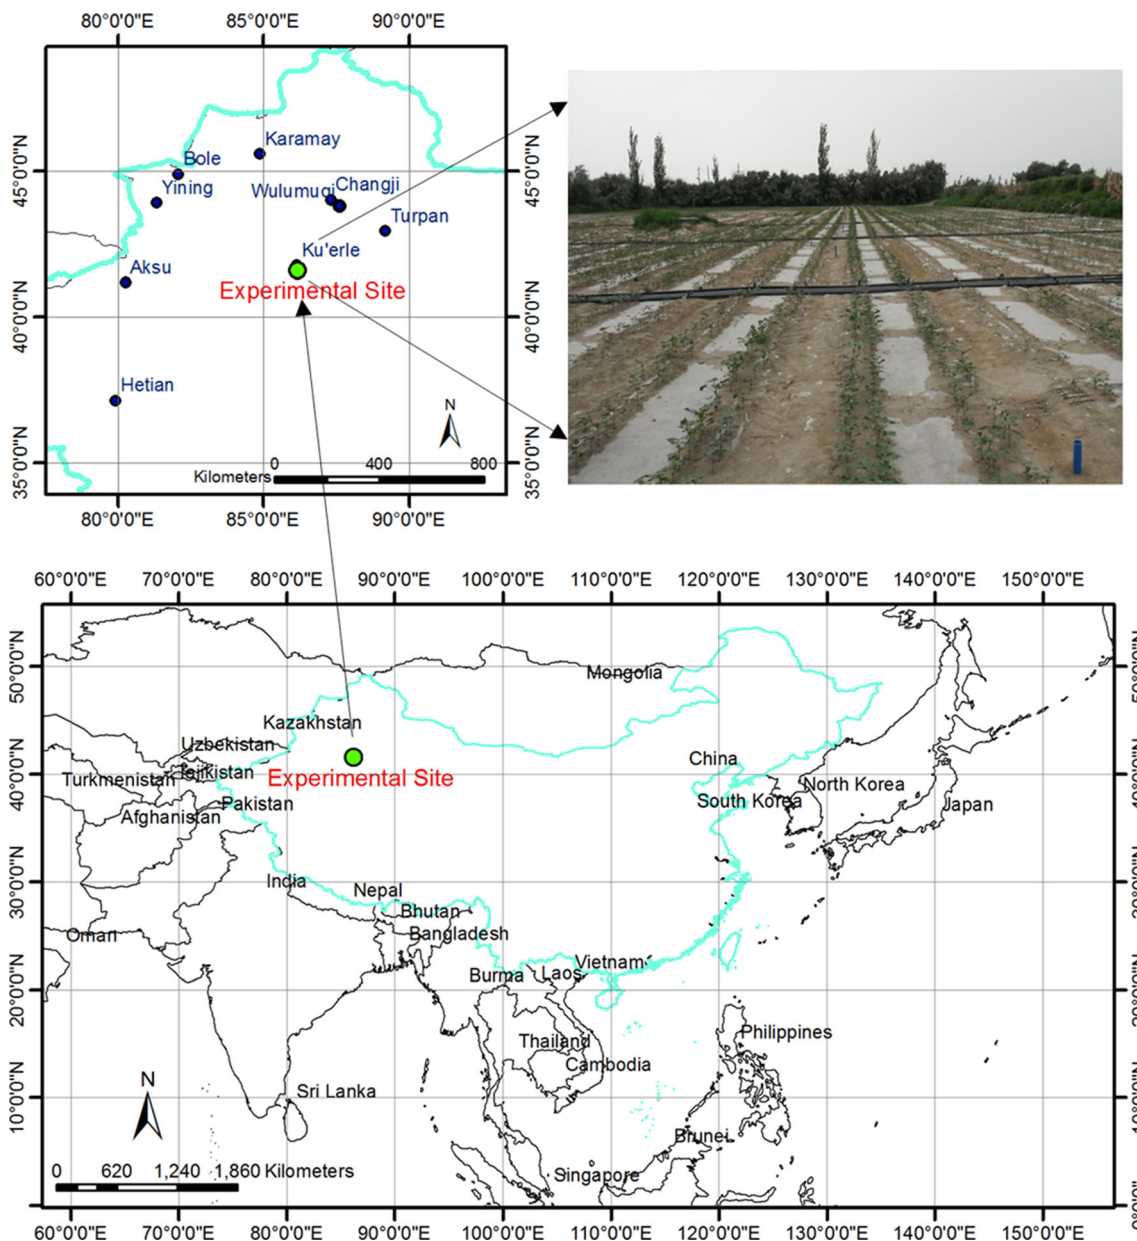 80°0'0"E 85°0'0"E 90°0'0"E
45°0'0"N
40°0'0"N
35°0'0"N
Karamay
Bole
Yining
Wulumuqi
Changji
Turpan
Ku'erle
Aksu
Experimental Site
Hetian
N
0 400 800
Kilometers
45°0'0"N
40°0'0"N
35°0'0"N
80°0'0"E 85°0'0"E 90°0'0"E
60°0'0"E 70°0'0"E 80°0'0"E 90°0'0"E 100°0'0"E 110°0'0"E 120°0'0"E 130°0'0"E 140°0'0"E 150°0'0"E
50°0'0"N
40°0'0"N
30°0'0"N
20°0'0"N
10°0'0"N
Mongolia
Kazakhstan
Uzbekistan
China
Tajikistan
Turkmenistan
Experimental Site
North Korea
Pakistan
South Korea
Japan
Afghanistan
India
Nepal
Bhutan
Oman
Bangladesh
Vietnam
Burma
Laos
Philippines
Thailand
Cambodia
Sri Lanka
N
Brunei
0 620 1,240 1,860 Kilometers
Singapore
60°0'0"E 70°0'0"E 80°0'0"E 90°0'0"E 100°0'0"E 110°0'0"E 120°0'0"E 130°0'0"E 140°0'0"E 150°0'0"E